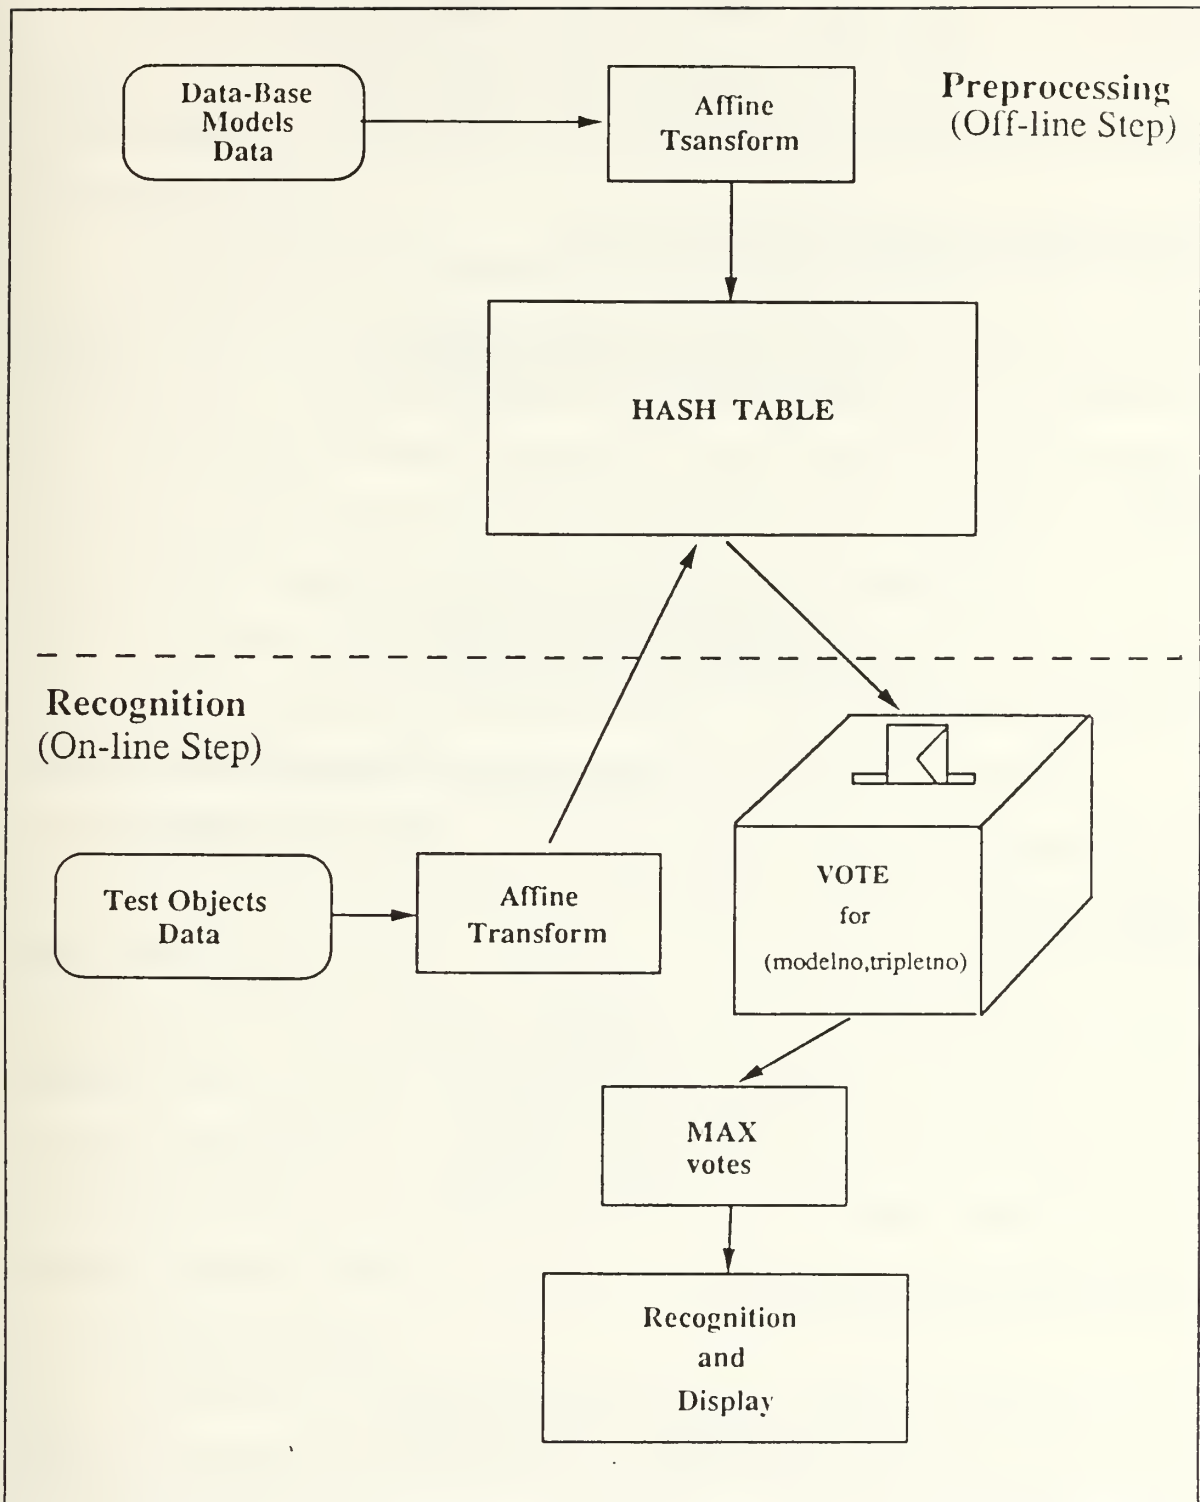 Data-Base
Models
Data
Affine
Tsansform
Preprocessing
(Off-line Step)
HASH TABLE
Recognition
(On-line Step)
Test Objects
Data
Affine
Transform
VOTE
for
(modelno,tripletno)
MAX
votes
Recognition
and
Display